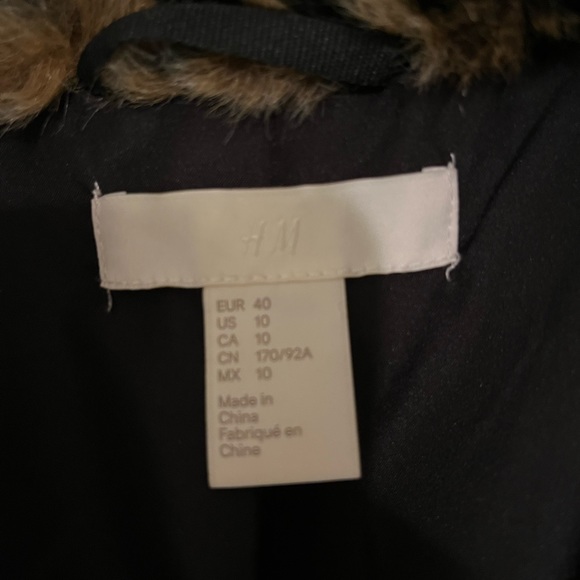 H.M
EUR 40
US 10
CA 10
CN 170/92A
MX 10
Made in
China
Fabriqué en
Chine